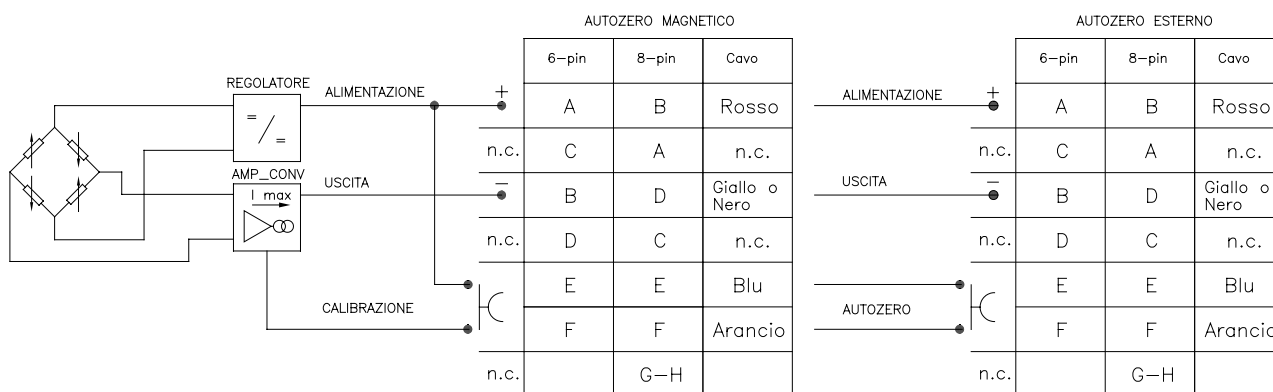 AUTOZERO MAGNETICO
6-pin 8-pin Cavo
REGOLATORE
= / =
ALIMENTAZIONE + A B Rosso
n.c. C A n.c.
AMP_CONV
I max
USCITA - B D Giallo o
Nero
n.c. D C n.c.
E E Blu
CALIBRAZIONE F F Arancio
n.c. G-H
AUTOZERO ESTERNO
6-pin 8-pin Cavo
ALIMENTAZIONE + A B Rosso
n.c. C A n.c.
USCITA - B D Giallo o
Nero
n.c. D C n.c.
E E Blu
AUTOZERO F F Arancio
n.c. G-H